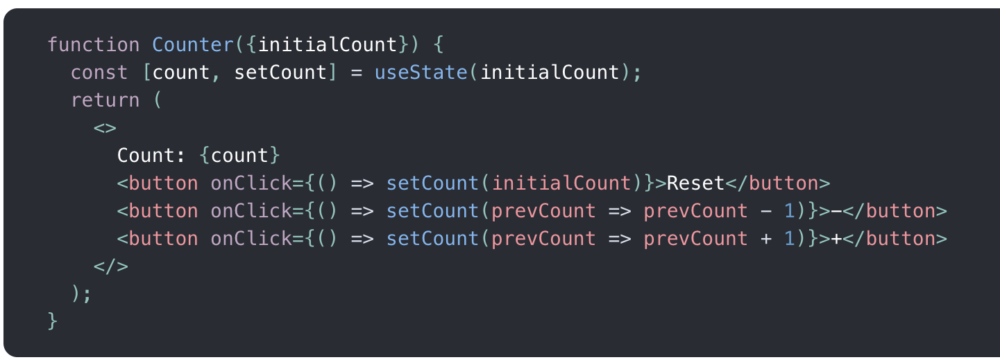 function Counter({initialCount}) {
  const [count, setCount] = useState(initialCount);
  return (
    <>
      Count: {count}
      <button onClick={() => setCount(initialCount)}>Reset</button>
      <button onClick={() => setCount(prevCount => prevCount - 1)}>-</button>
      <button onClick={() => setCount(prevCount => prevCount + 1)}>+</button>
    </>
  );
}